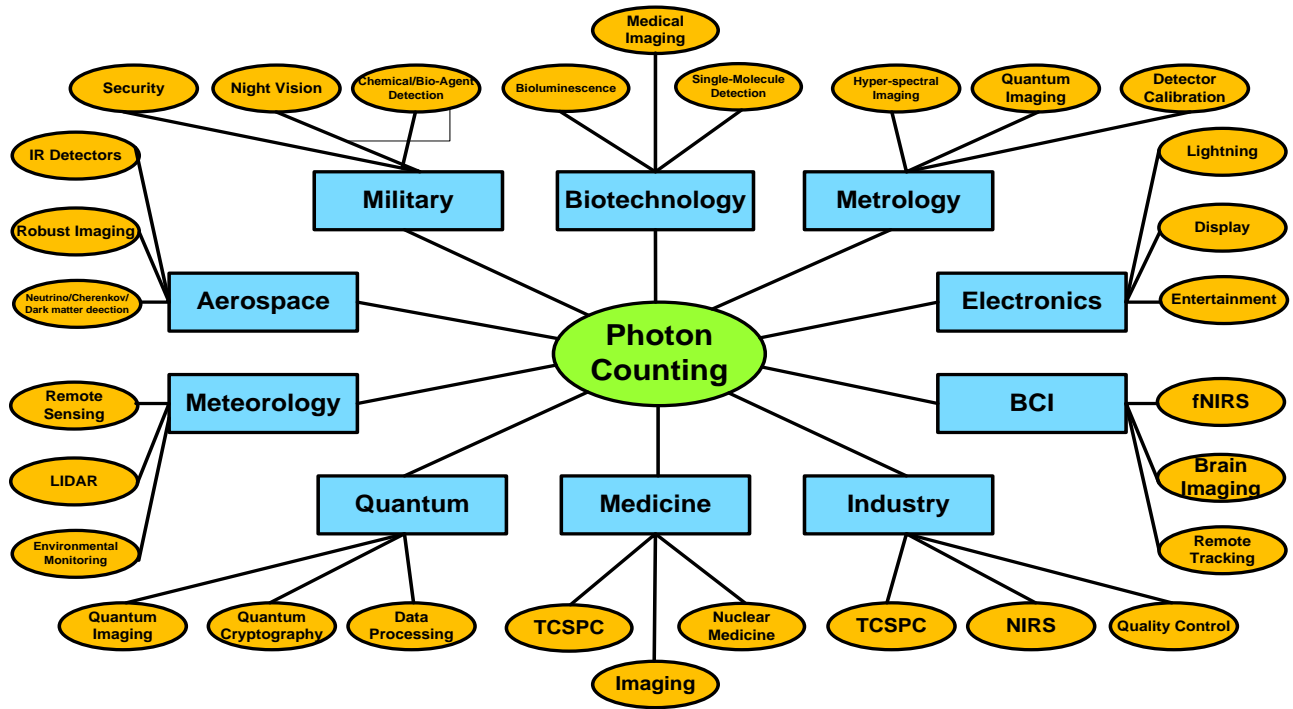 Medical
Imaging
Security
Night Vision
Chemical/Bio-Agent
Detection
Bioluminescence
Single-Molecule
Detection
Hyper-spectral
Imaging
Quantum
Imaging
Detector
Calibration
IR Detectors
Lightning
Military
Biotechnology
Metrology
Robust Imaging
Display
Neutrino/Cherenkov/
Dark matter deection
Aerospace
Electronics
Entertainment
Photon
Counting
Remote
Sensing
Meteorology
BCI
fNIRS
LIDAR
Brain
Imaging
Quantum
Medicine
Industry
Environmental
Monitoring
Remote
Tracking
Quantum
Imaging
Quantum
Cryptography
Data
Processing
TCSPC
Nuclear
Medicine
TCSPC
NIRS
Quality Control
Imaging